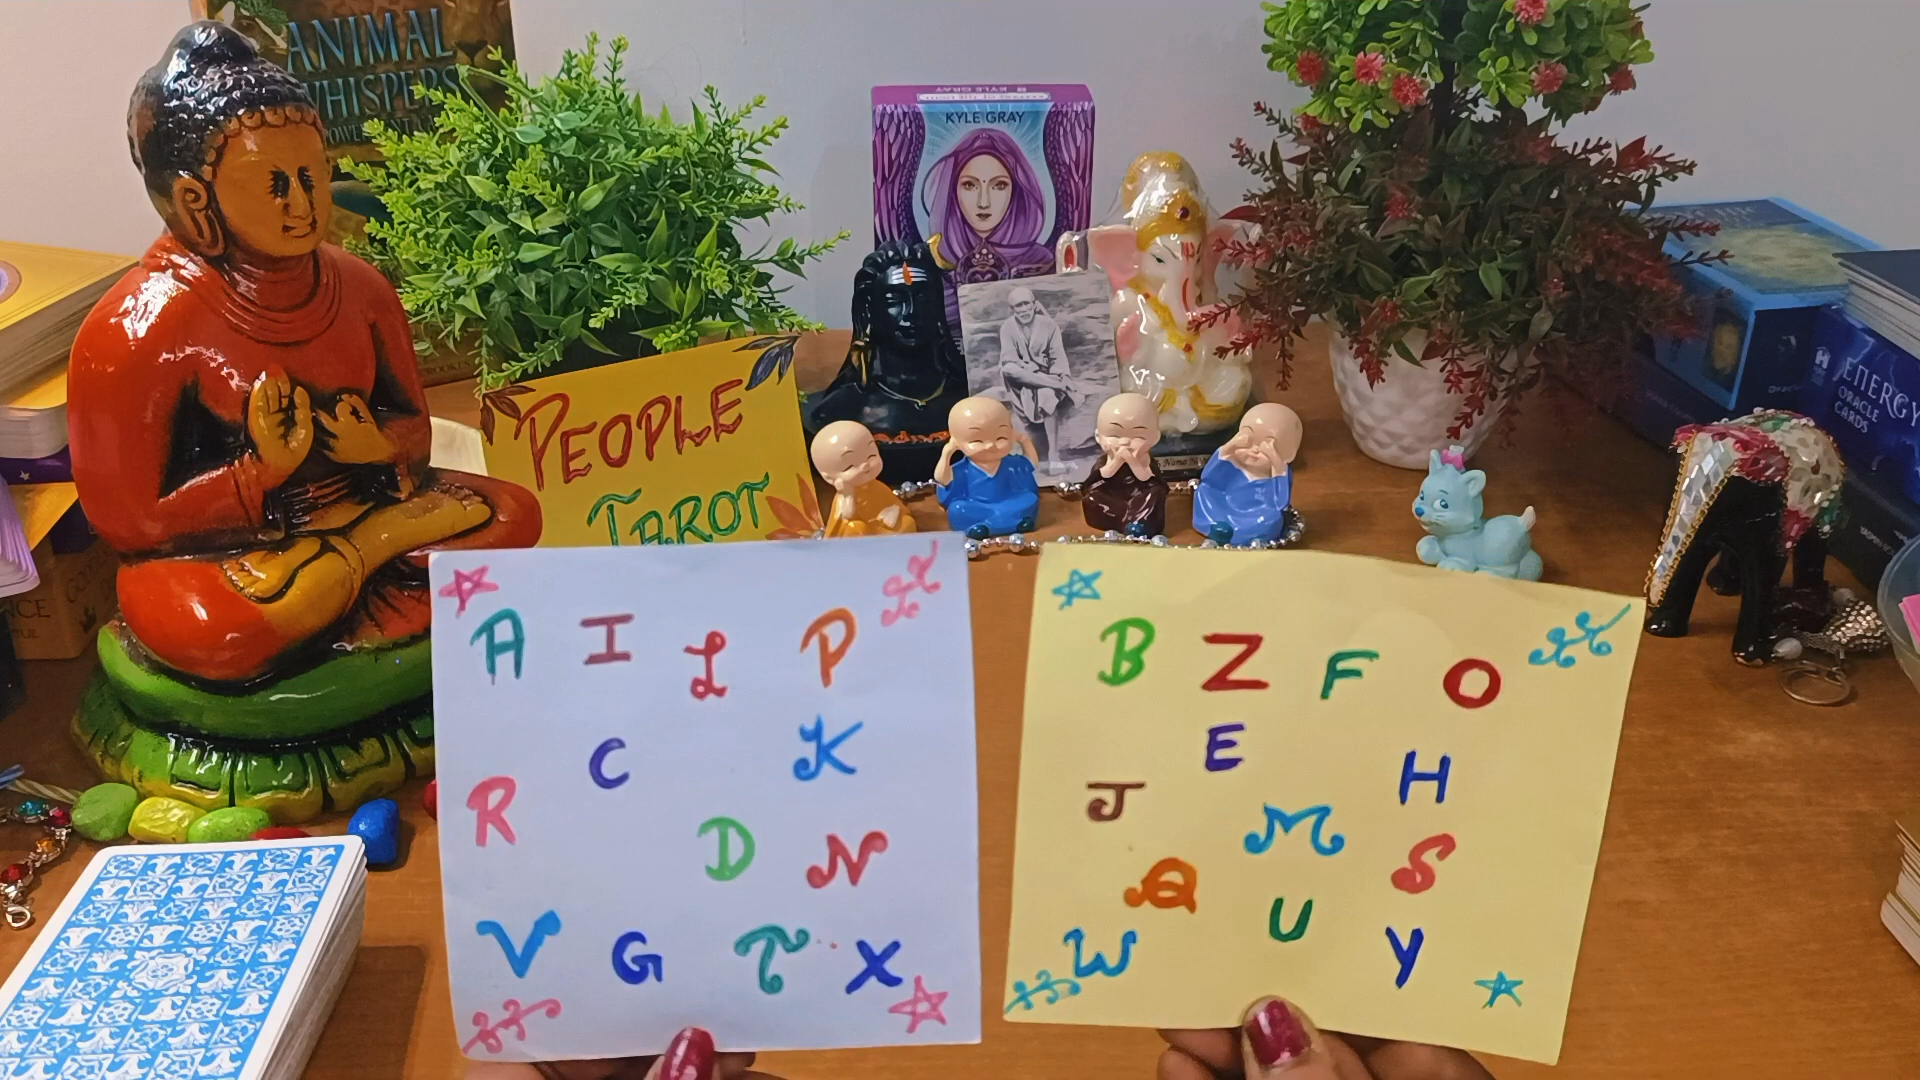 ANIMAL
WHISPERS
KYLE GRAY
PEOPLE
TAROT
ENERGY
ORACLE
CARDS
A I L P
C K
R D N
V G T X
B Z F O
E H
J M S
Q U
W Y